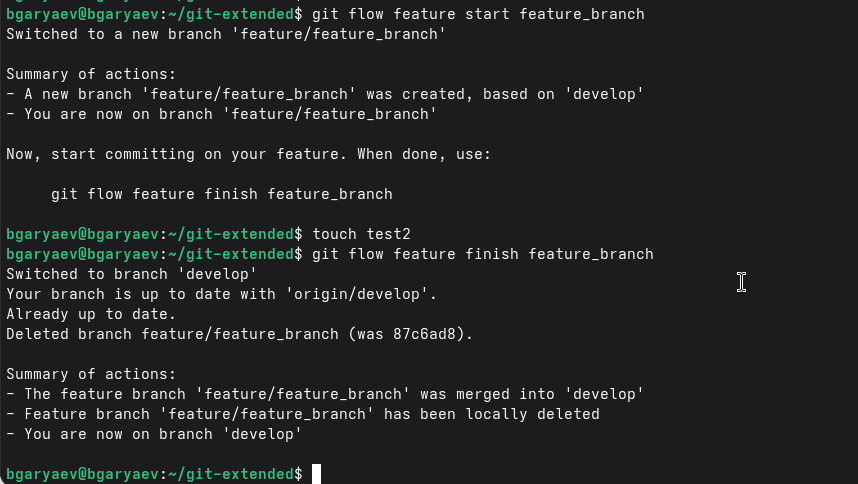 bgaryaev@bgaryaev:~/git-extended$ git flow feature start feature_branch
Switched to a new branch 'feature/feature_branch'
Summary of actions:
- A new branch 'feature/feature_branch' was created, based on 'develop'
- You are now on branch 'feature/feature_branch'
Now, start committing on your feature. When done, use:
git flow feature finish feature_branch
bgaryaev@bgaryaev:~/git-extended$ touch test2
bgaryaev@bgaryaev:~/git-extended$ git flow feature finish feature_branch
Switched to branch 'develop'
Your branch is up to date with 'origin/develop'.
Already up to date.
Deleted branch feature/feature_branch (was 87c6ad8).
Summary of actions:
- The feature branch 'feature/feature_branch' was merged into 'develop'
- Feature branch 'feature/feature_branch' has been locally deleted
- You are now on branch 'develop'
bgaryaev@bgaryaev:~/git-extended$